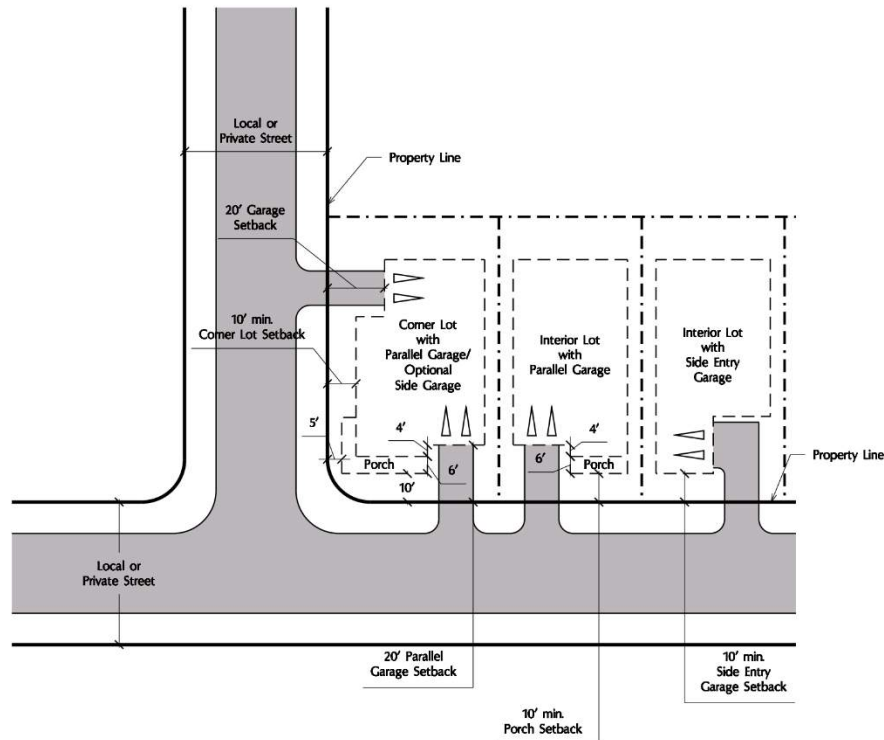 Local or
Private Street
Property Line
20' Garage
Setback
10' min.
Corner Lot Setback
Corner Lot
with
Parallel Garage/
Optional
Side Garage
Interior Lot
with
Parallel Garage
Interior Lot
with
Side Entry
Garage
5'
4'
4'
Porch
6'
6'
Porch
10'
Property Line
Local or
Private Street
20' Parallel
Garage Setback
10' min.
Side Entry
Garage Setback
10' min.
Porch Setback